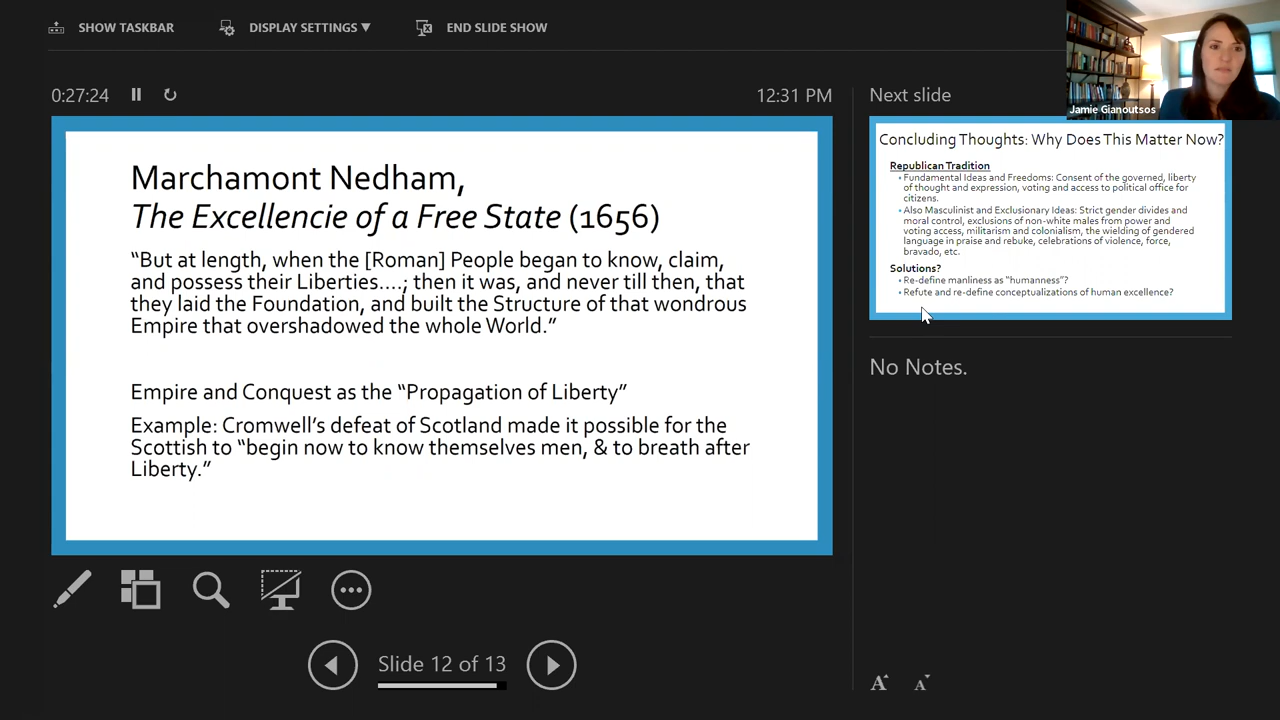 SHOW TASKBAR
DISPLAY SETTINGS ▼
END SLIDE SHOW
Jamie Gianoutsos
0:27:24
12:31 PM
Next slide
Marchamont Nedham,
The Excellencie of a Free State (1656)
“But at length, when the [Roman] People began to know, claim,
and possess their Liberties....; then it was, and never till then, that
they laid the Foundation, and built the Structure of that wondrous
Empire that overshadowed the whole World.”
Empire and Conquest as the “Propagation of Liberty”
Example: Cromwell’s defeat of Scotland made it possible for the
Scottish to “begin now to know themselves men, & to breath after
Liberty.”
Concluding Thoughts: Why Does This Matter Now?
Republican Tradition
• Fundamental Ideas and Freedoms: Consent of the governed, liberty
of thought and expression, voting and access to political office for
citizens.
• Also Masculinist and Exclusionary Ideas: Strict gender divides and
moral control, exclusions of non-white males from power and
voting access, militarism and colonialism, the wielding of gendered
language in praise and rebuke, celebrations of violence, force,
bravado, etc.
Solutions?
• Re-define manliness as “humanness”?
• Refute and re-define conceptualizations of human excellence?
No Notes.
Slide 12 of 13
A A